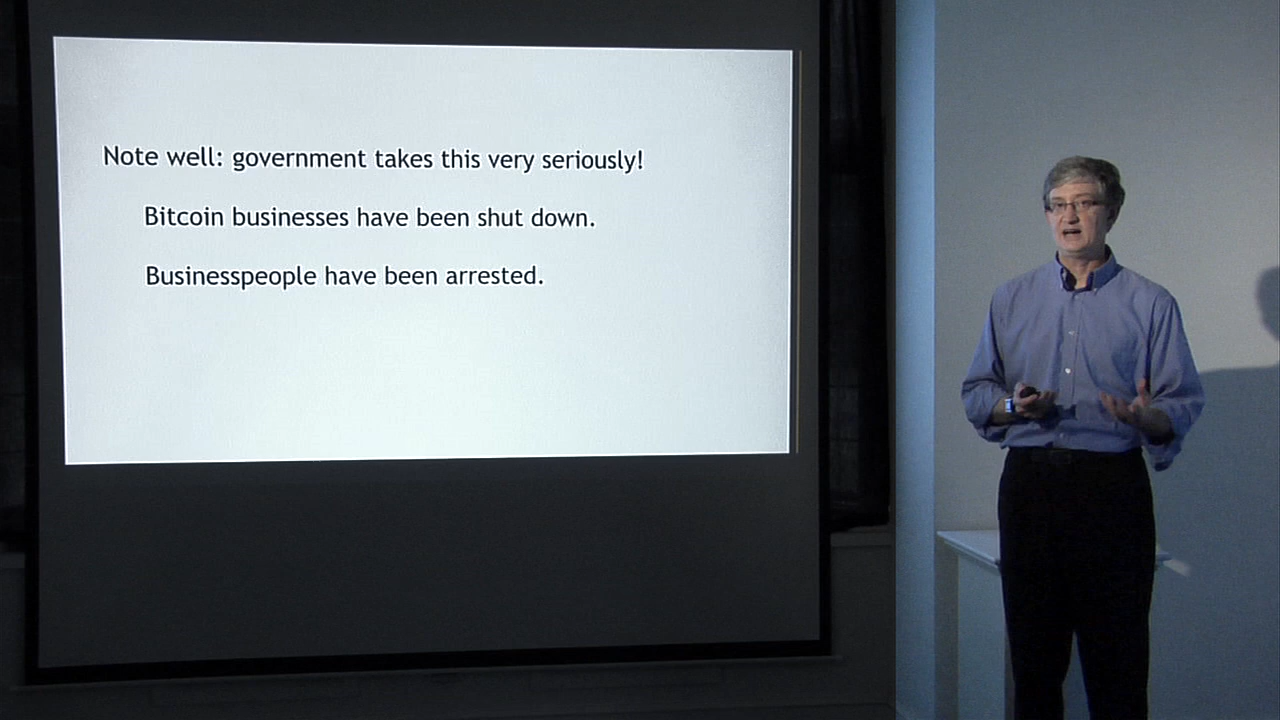 Note well: government takes this very seriously!
Bitcoin businesses have been shut down.
Businesspeople have been arrested.